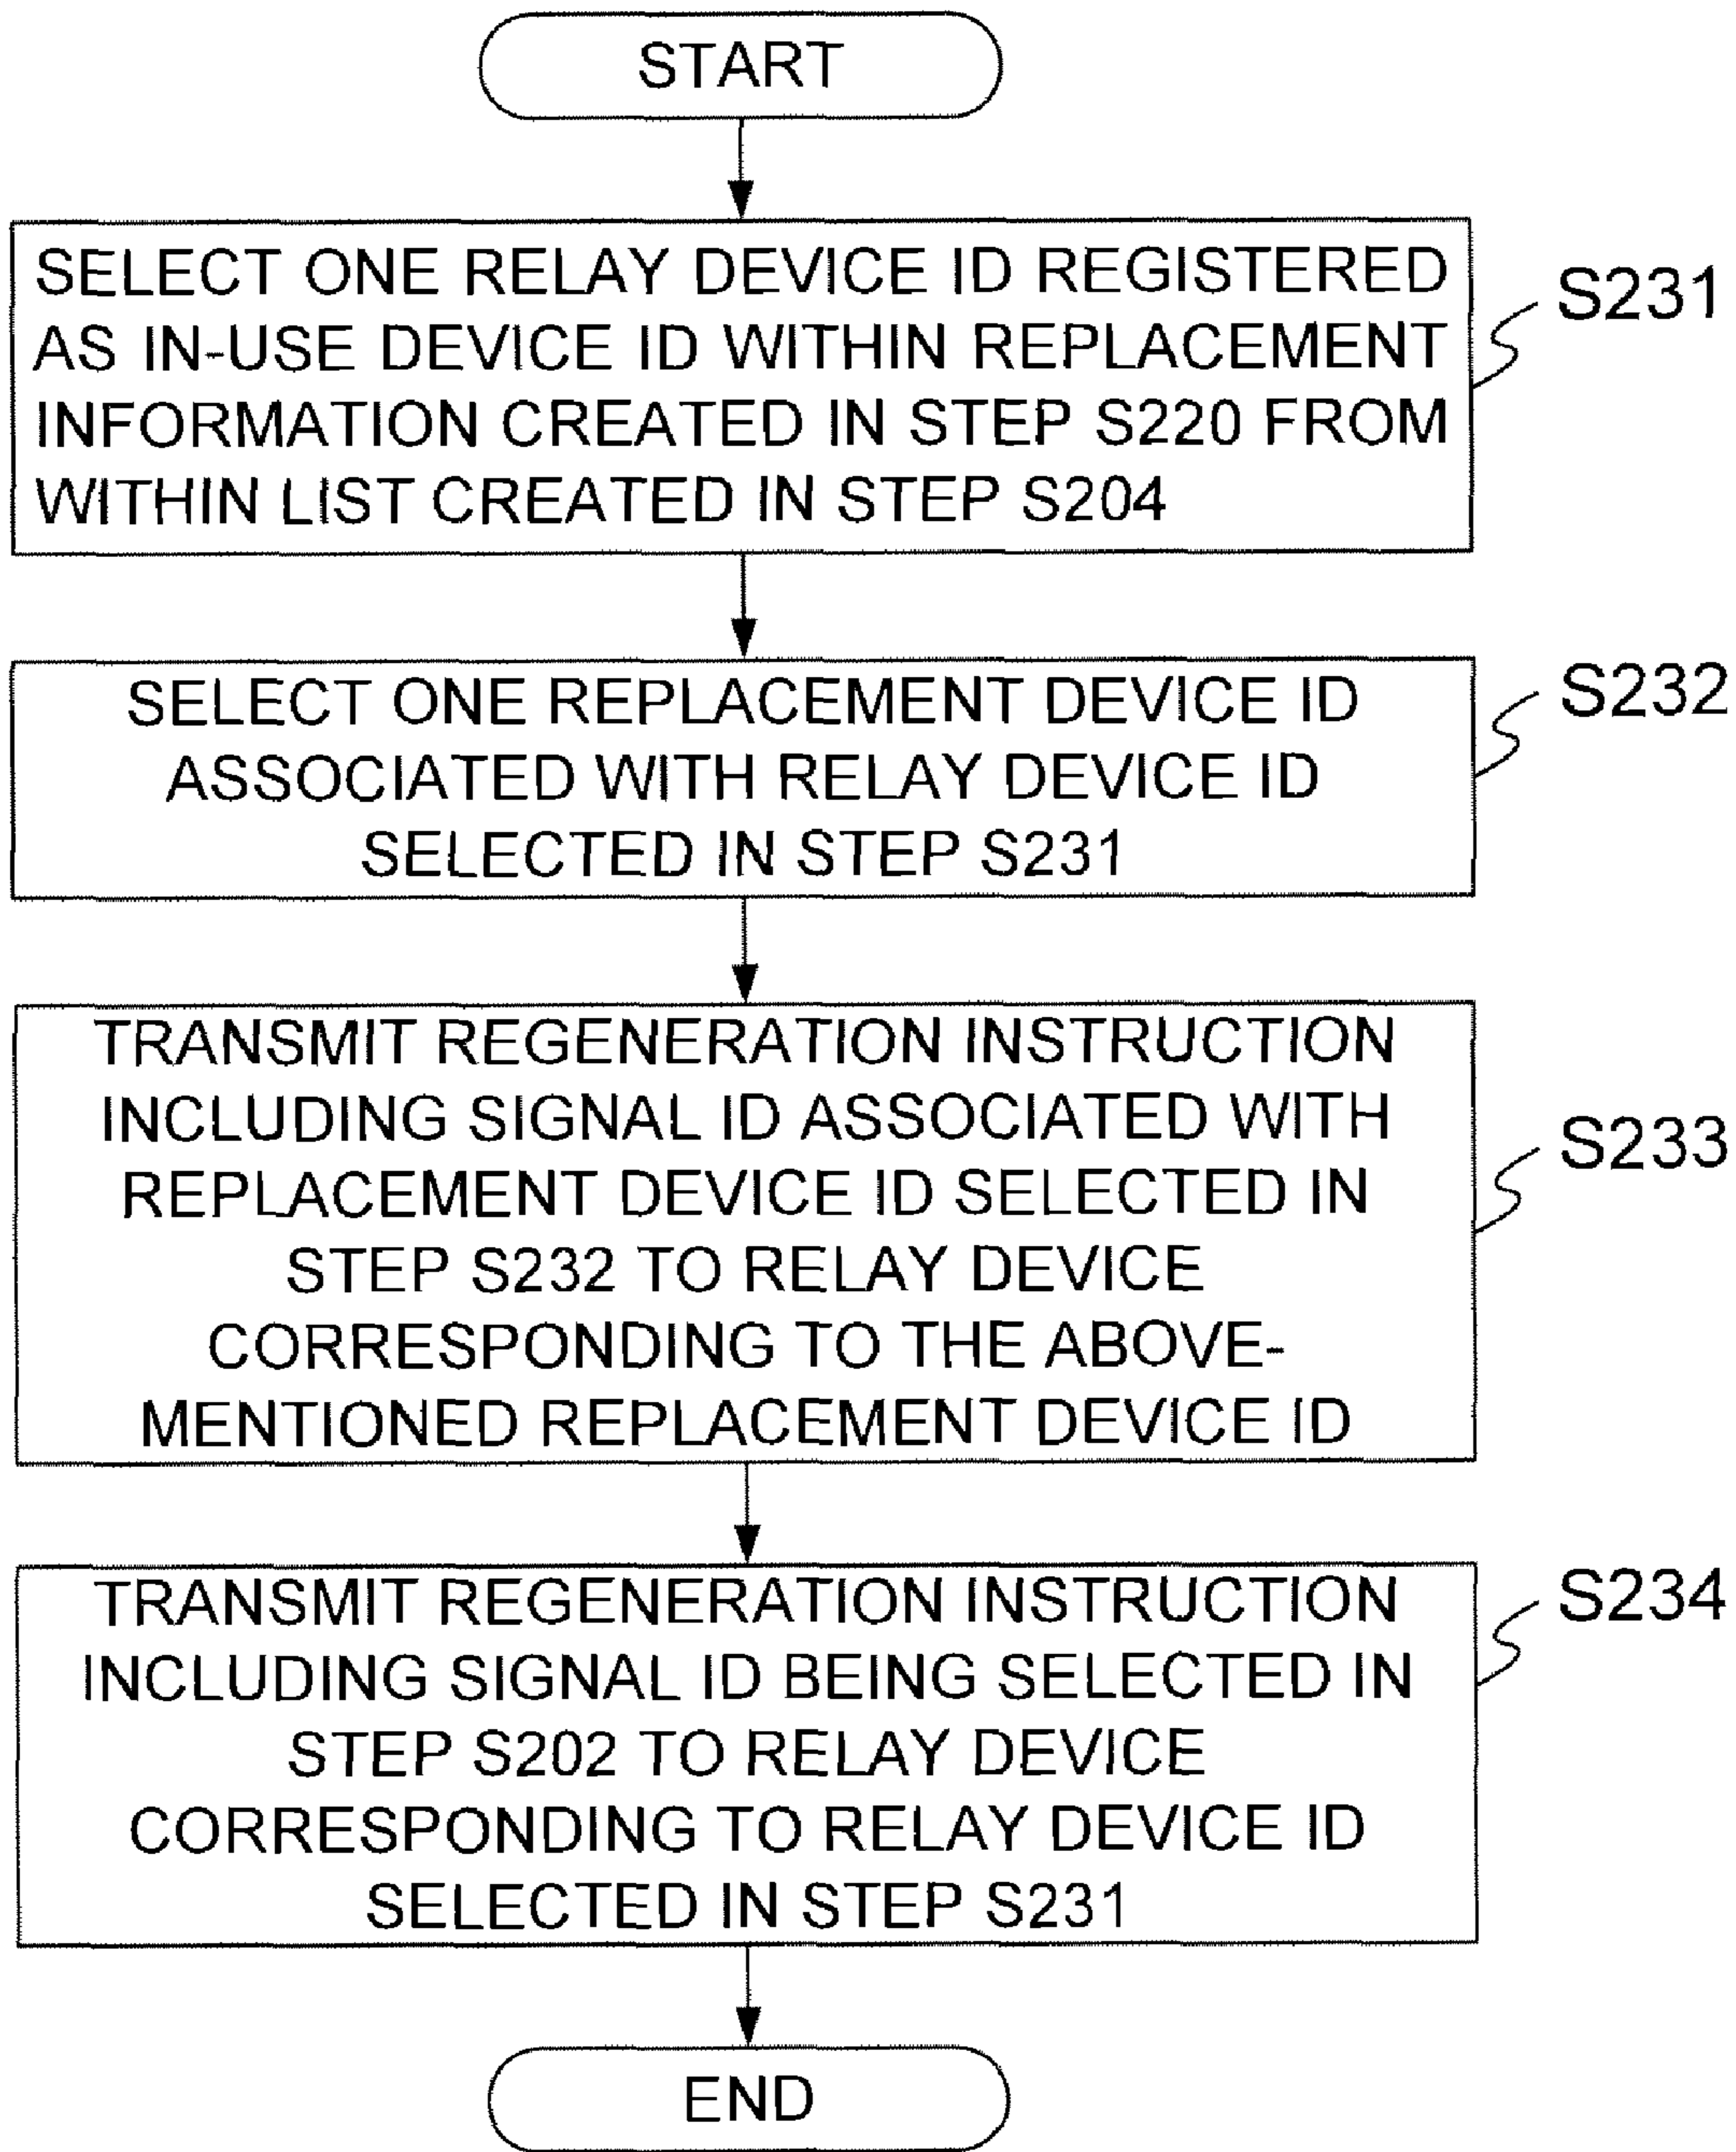 START
SELECT ONE RELAY DEVICE ID REGISTERED
AS IN-USE DEVICE ID WITHIN REPLACEMENT
INFORMATION CREATED IN STEP S220 FROM
WITHIN LIST CREATED IN STEP S204
S231
SELECT ONE REPLACEMENT DEVICE ID
ASSOCIATED WITH RELAY DEVICE ID
SELECTED IN STEP S231
S232
TRANSMIT REGENERATION INSTRUCTION
INCLUDING SIGNAL ID ASSOCIATED WITH
REPLACEMENT DEVICE ID SELECTED IN
STEP S232 TO RELAY DEVICE
CORRESPONDING TO THE ABOVE-
MENTIONED REPLACEMENT DEVICE ID
S233
TRANSMIT REGENERATION INSTRUCTION
INCLUDING SIGNAL ID BEING SELECTED IN
STEP S202 TO RELAY DEVICE
CORRESPONDING TO RELAY DEVICE ID
SELECTED IN STEP S231
S234
END